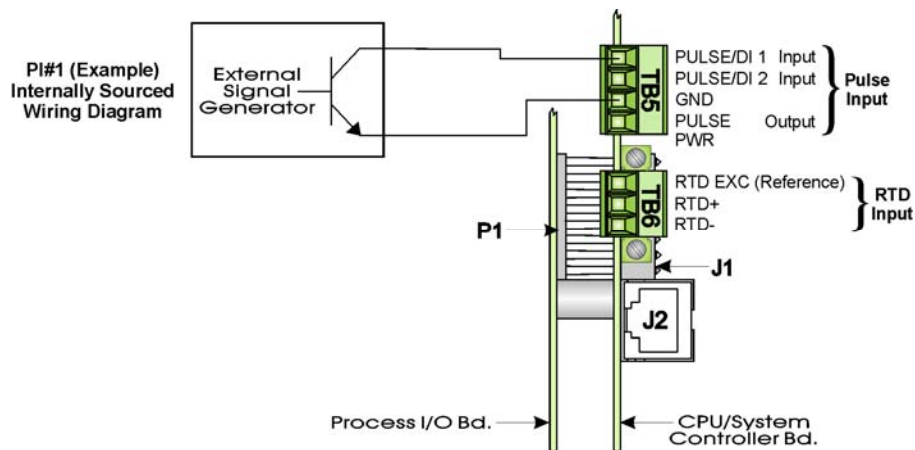 PI#1 (Example)
Internally Sourced
Wiring Diagram
External
Signal
Generator
TB5
PULSE/DI 1 Input
PULSE/DI 2 Input
GND
PULSE Output
PWR
Pulse
Input
TB6
RTD EXC (Reference)
RTD+
RTD-
RTD
Input
P1
J1
J2
Process I/O Bd.
CPU/System
Controller Bd.